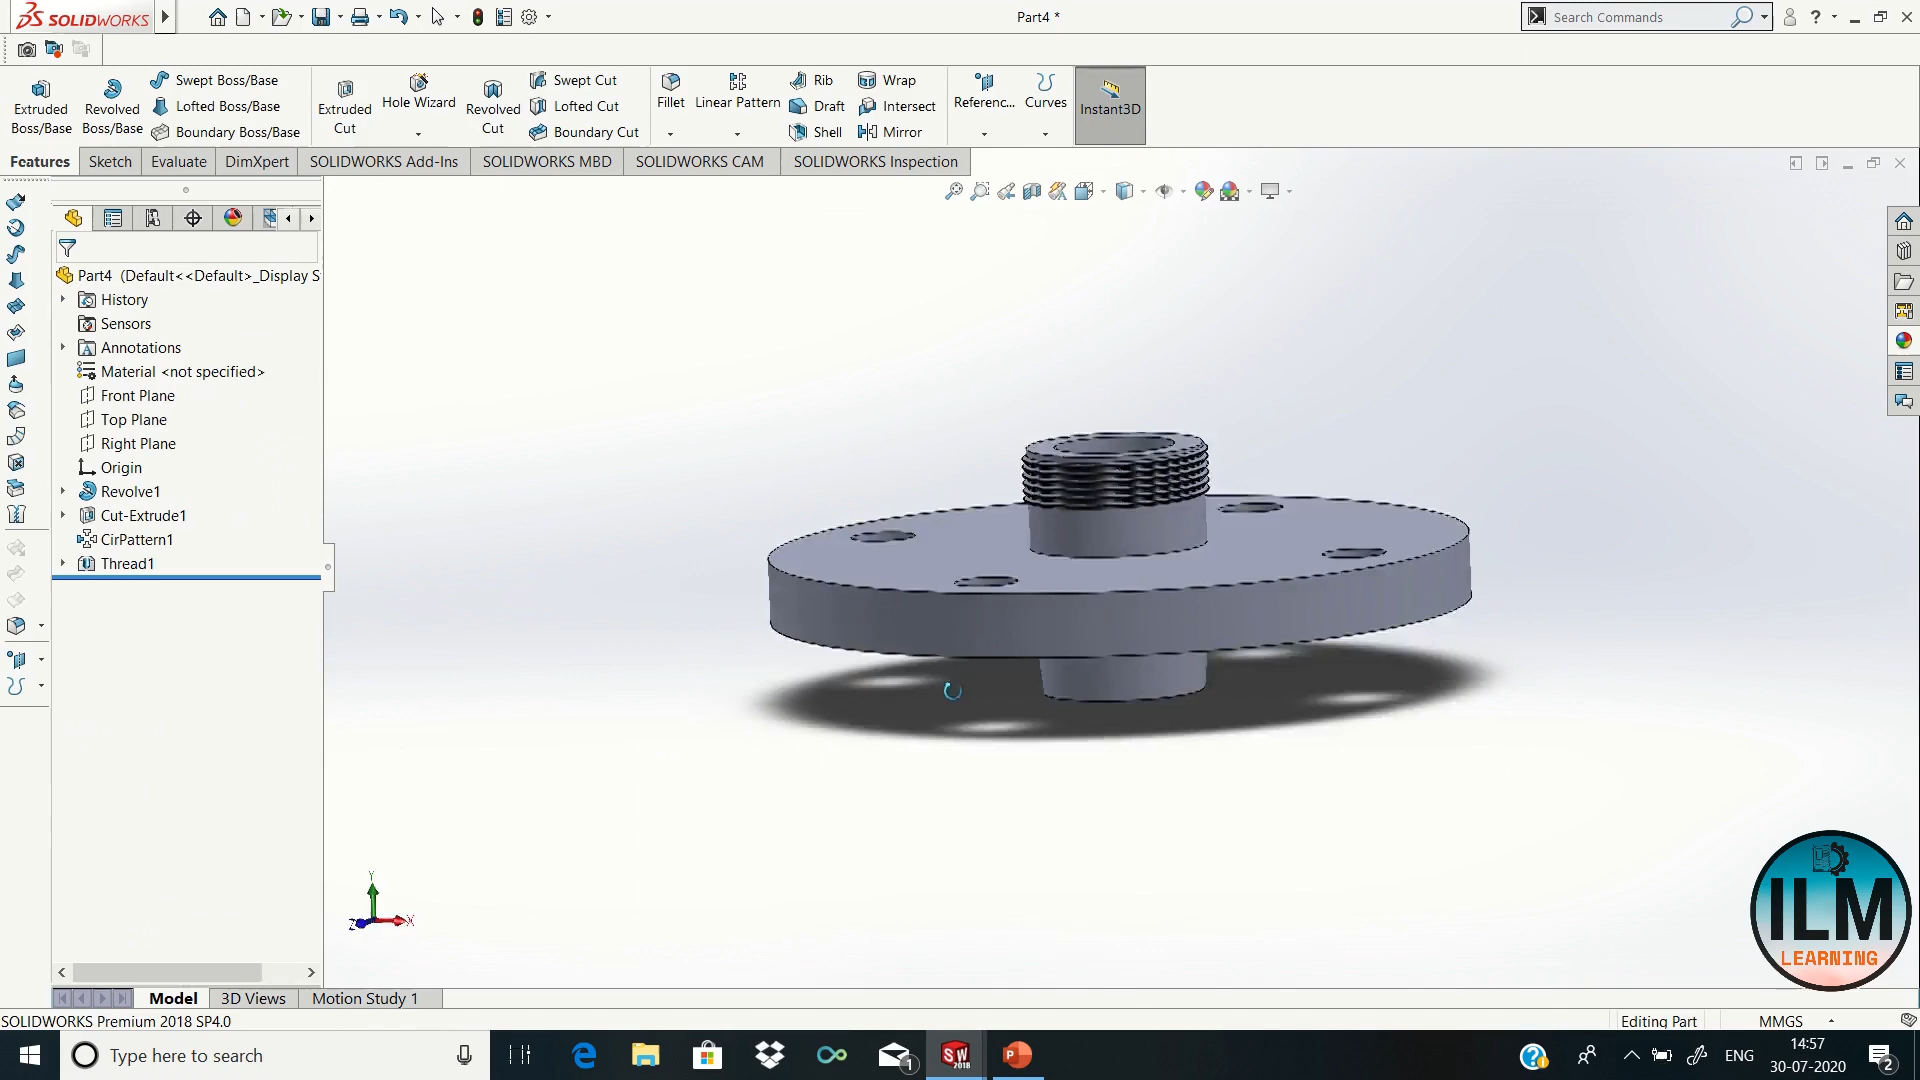 SOLIDWORKS
Part4 *
Search Commands
?
Extruded Boss/Base
Revolved Boss/Base
Swept Boss/Base
Lofted Boss/Base
Boundary Boss/Base
Extruded Cut
Hole Wizard
Revolved Cut
Swept Cut
Lofted Cut
Boundary Cut
Fillet
Linear Pattern
Rib
Draft
Shell
Wrap
Intersect
Mirror
Referenc...
Curves
Instant3D
Features
Sketch
Evaluate
DimXpert
SOLIDWORKS Add-Ins
SOLIDWORKS MBD
SOLIDWORKS CAM
SOLIDWORKS Inspection
Part4 (Default<<Default>_Display S
History
Sensors
Annotations
Material <not specified>
Front Plane
Top Plane
Right Plane
Origin
Revolve1
Cut-Extrude1
CirPattern1
Thread1
Y
X
Z
ILM
LEARNING
Model
3D Views
Motion Study 1
SOLIDWORKS Premium 2018 SP4.0
Editing Part
MMGS
Type here to search
1
SW
2018
P
?
ENG
14:57
30-07-2020
2